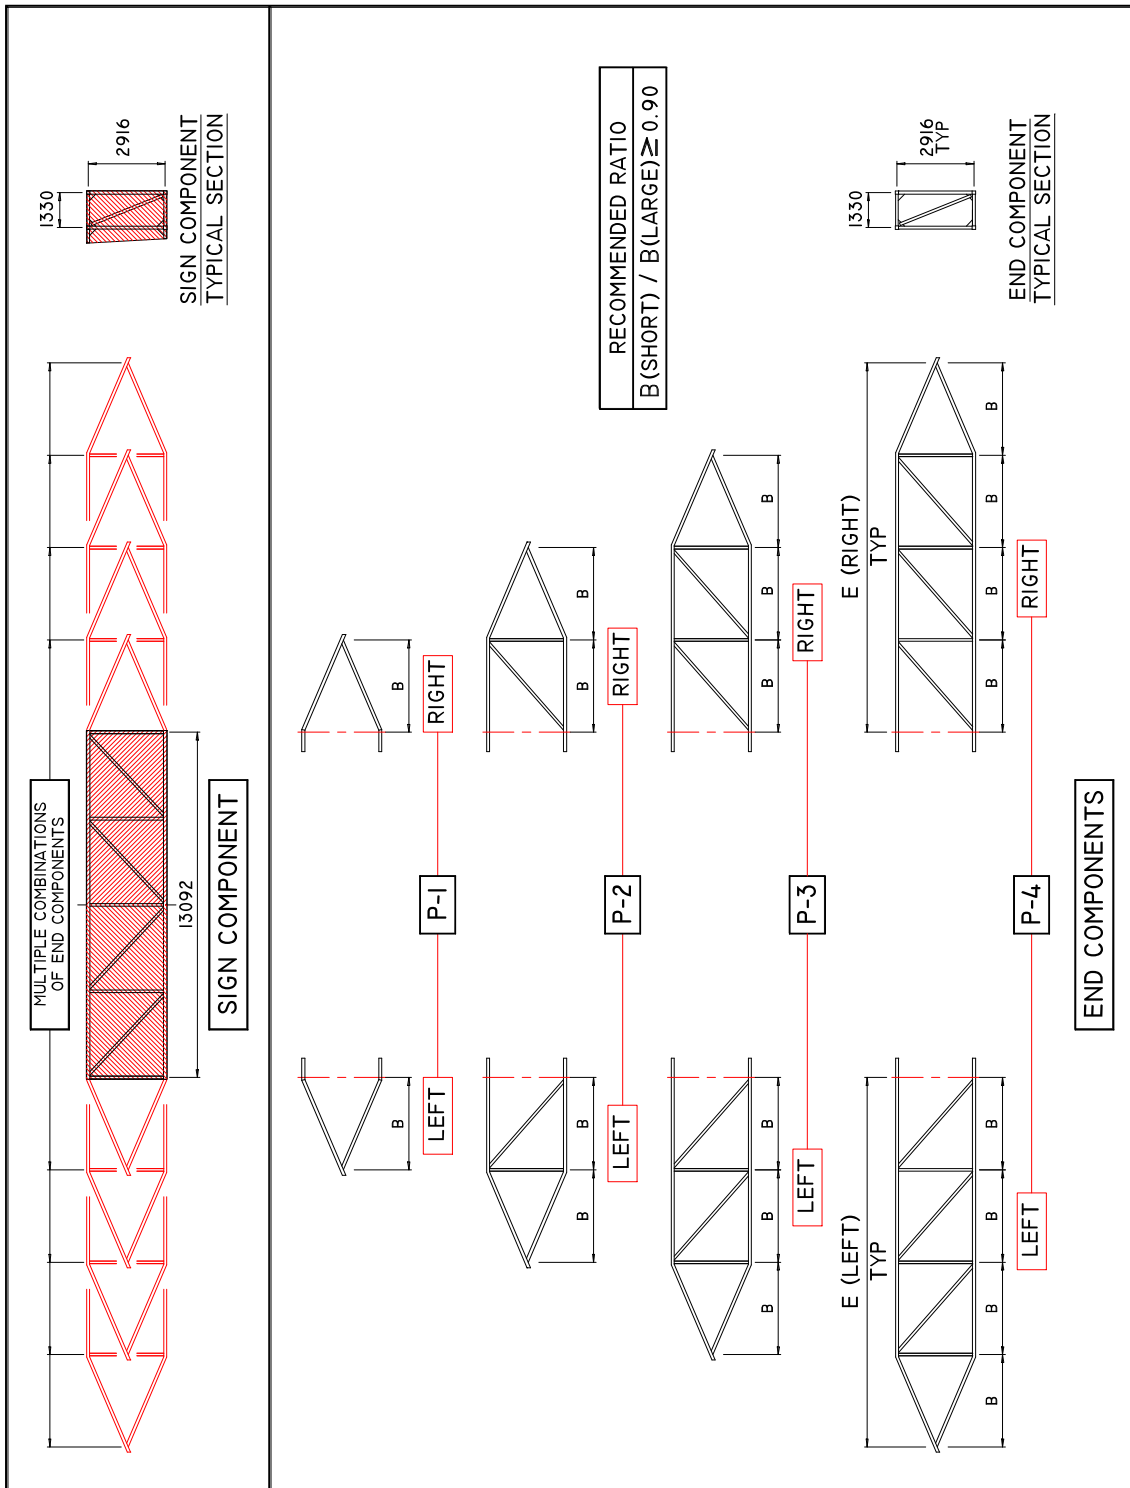 1330
2916
SIGN COMPONENT
TYPICAL SECTION
MULTIPLE COMBINATIONS
OF END COMPONENTS
13092
SIGN COMPONENT
RECOMMENDED RATIO
B(SHORT) / B(LARGE)≥0.90
1330
2916
TYP
END COMPONENT
TYPICAL SECTION
B
B
LEFT
P-1
RIGHT
B
B
B
B
LEFT
P-2
RIGHT
B
B
B
B
B
B
LEFT
P-3
RIGHT
E (LEFT)
TYP
E (RIGHT)
TYP
B
B
B
B
B
B
B
B
LEFT
P-4
RIGHT
END COMPONENTS